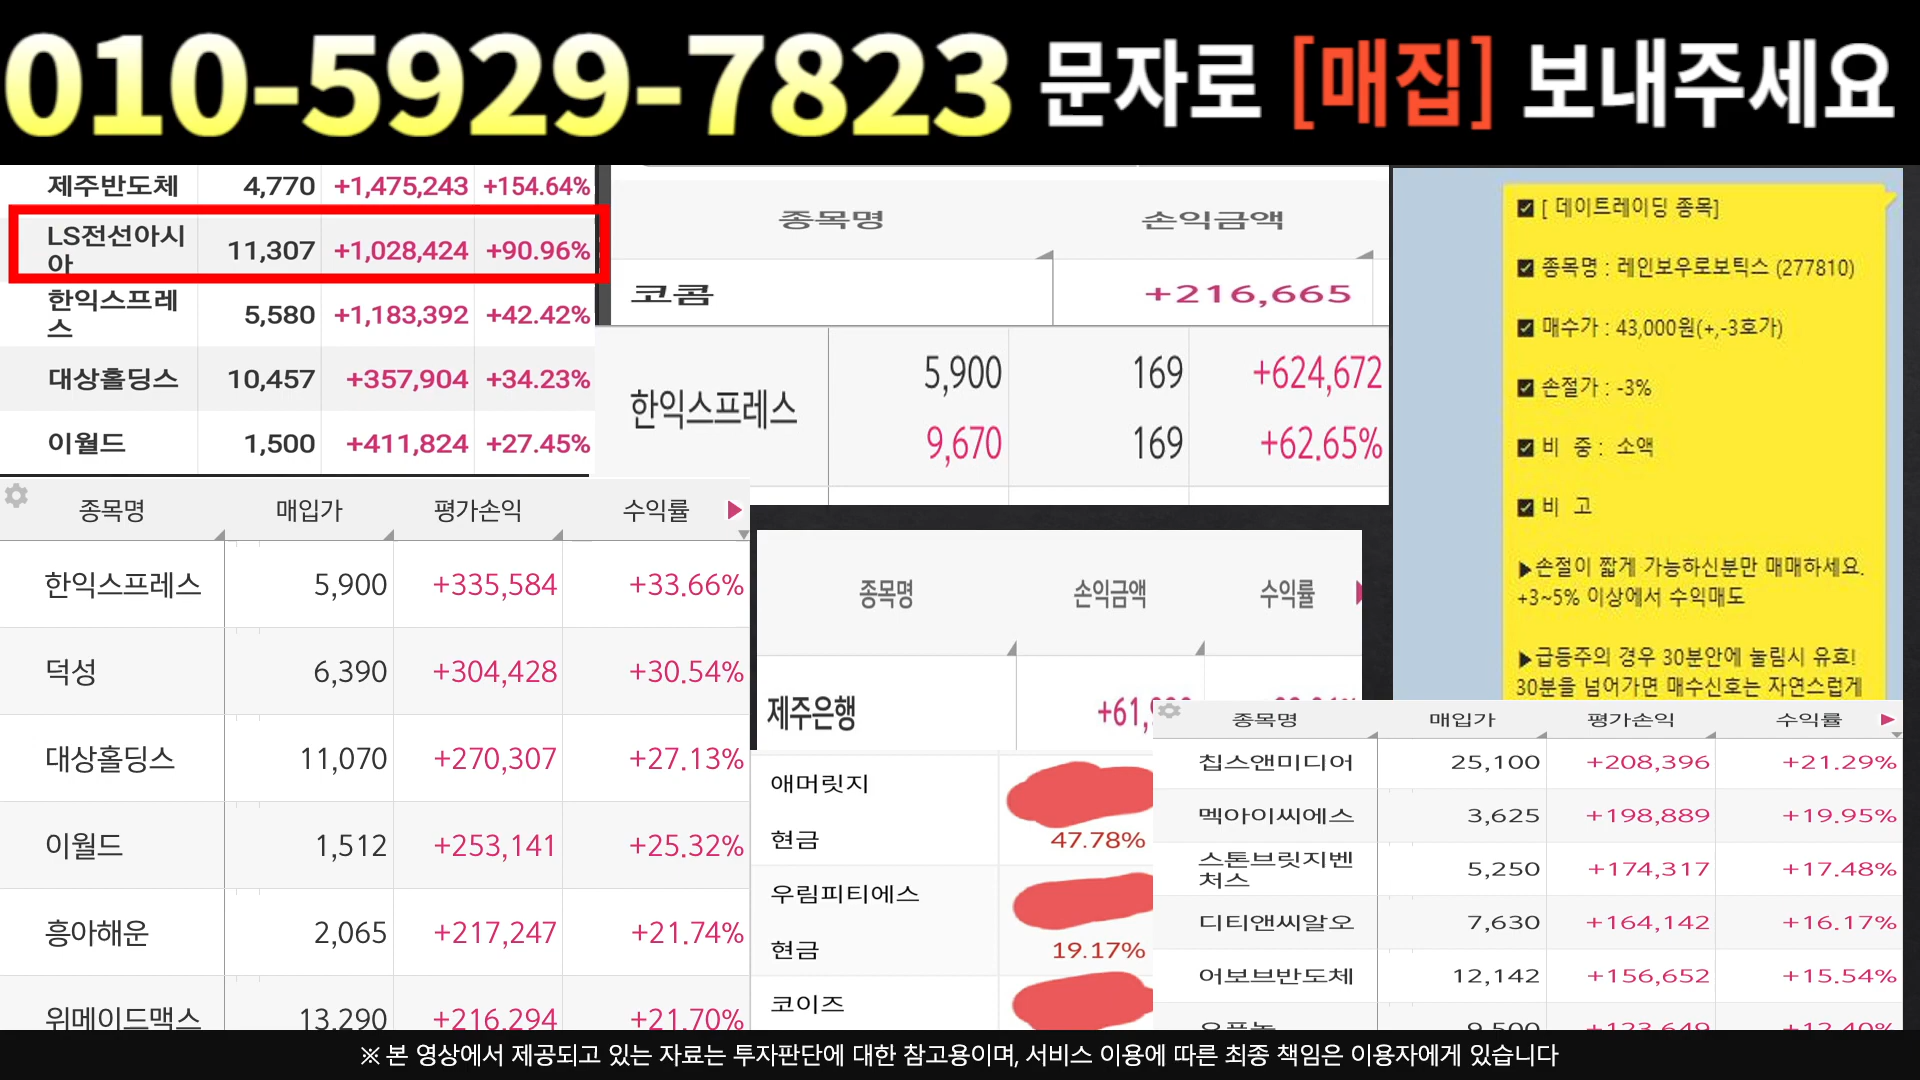 010-5929-7823 문자로 [매집] 보내주세요
제주반도체 4,770 +1,475,243 +154.64%
LS전선아시
아 11,307 +1,028,424 +90.96%
한익스프레
스 5,580 +1,183,392 +42.42%
대상홀딩스 10,457 +357,904 +34.23%
이월드 1,500 +411,824 +27.45%
종목명 손익금액
코콤 +216,665
한익스프레스
5,900 169 +624,672
9,670 169 +62.65%
☑ [ 데이트레이딩 종목]
☑ 종목명 : 레인보우로보틱스 (277810)
☑ 매수가 : 43,000원(+,-3호가)
☑ 손절가 : -3%
☑ 비 중 : 소액
☑ 비 고
▶손절이 짧게 가능하신분만 매매하세요.
+3~5% 이상에서 수익매도
▶급등주의 경우 30분안에 눌림시 유효!
30분을 넘어가면 매수신호는 자연스럽게
종목명 매입가 평가손익 수익률
한익스프레스 5,900 +335,584 +33.66%
덕성 6,390 +304,428 +30.54%
대상홀딩스 11,070 +270,307 +27.13%
이월드 1,512 +253,141 +25.32%
흥아해운 2,065 +217,247 +21.74%
위메이드맥스 13,290 +216,294 +21.70%
종목명 손익금액 수익률
제주은행 +61,
애머릿지
현금 47.78%
우림피티에스
현금 19.17%
코이즈
종목명 매입가 평가손익 수익률
칩스앤미디어 25,100 +208,396 +21.29%
멕아이씨에스 3,625 +198,889 +19.95%
스톤브릿지벤
처스 5,250 +174,317 +17.48%
디티앤씨알오 7,630 +164,142 +16.17%
어보브반도체 12,142 +156,652 +15.54%
※ 본 영상에서 제공되고 있는 자료는 투자판단에 대한 참고용이며, 서비스 이용에 따른 최종 책임은 이용자에게 있습니다